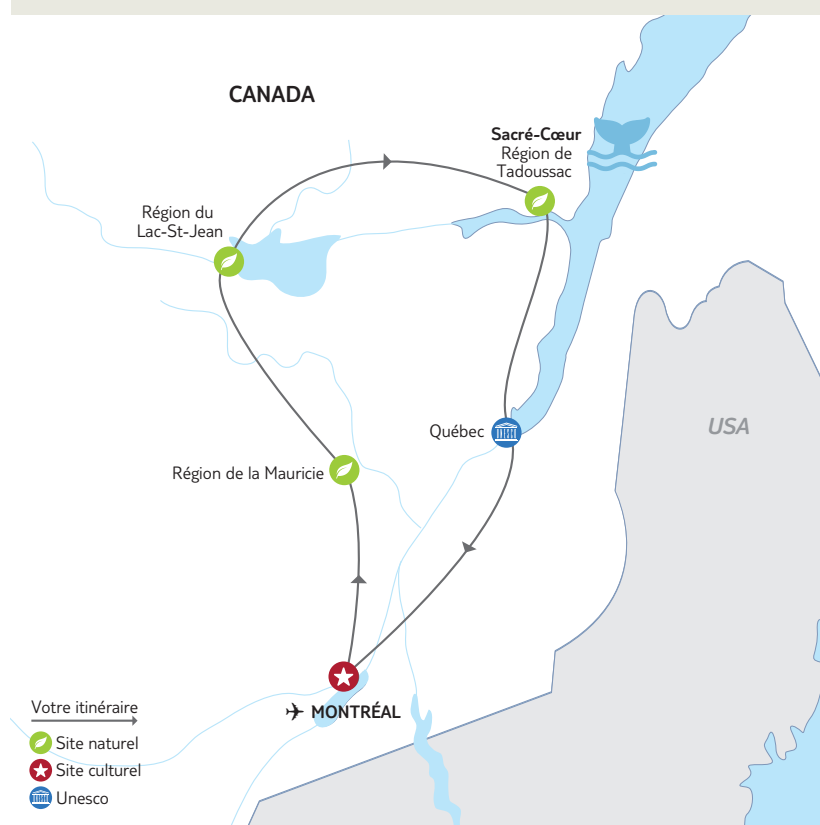 CANADA
Sacré-Cœur
Région de
Tadoussac
Région du
Lac-St-Jean
USA
Québec
Région de la Mauricie
MONTRÉAL
Votre itinéraire
Site naturel
Site culturel
Unesco